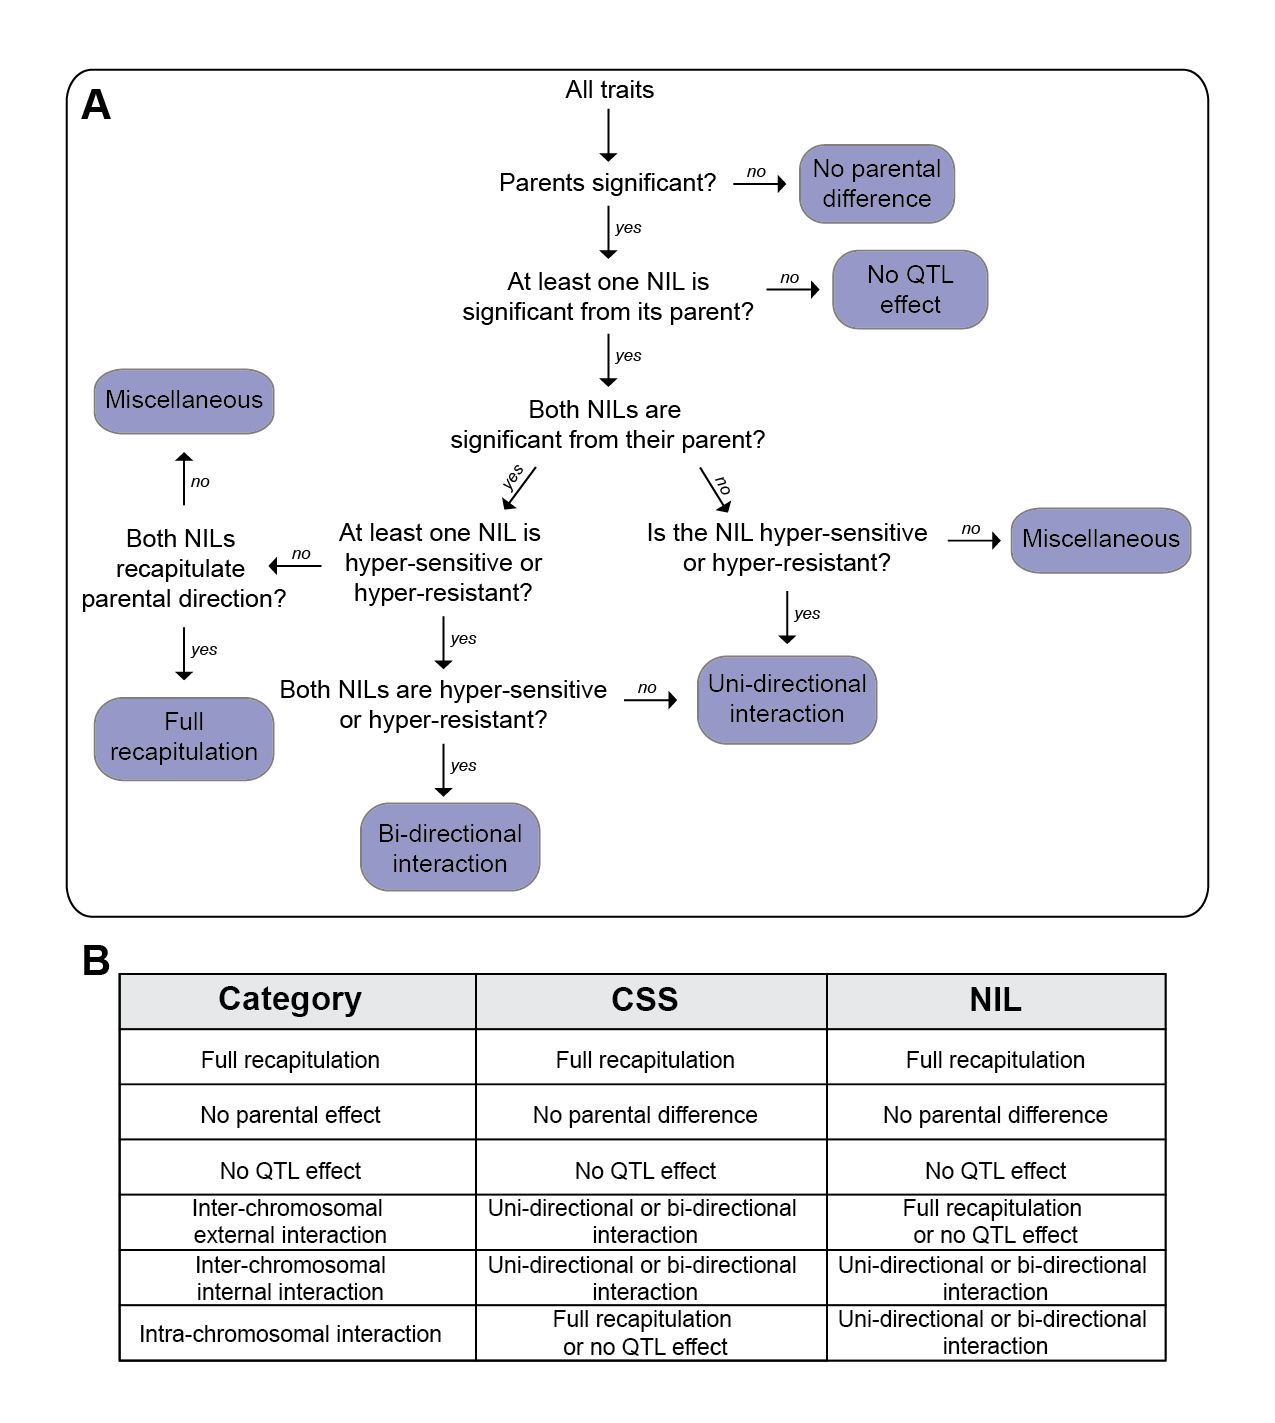 A
All traits
Parents significant?
no
No parental
difference
yes
At least one NIL is
significant from its parent?
no
No QTL
effect
yes
Both NILs are
significant from their parent?
yes
no
At least one NIL is
hyper-sensitive or
hyper-resistant?
no
Both NILs
recapitulate
parental direction?
no
Miscellaneous
yes
Full
recapitulation
yes
Both NILs are hyper-sensitive
or hyper-resistant?
no
yes
Bi-directional
interaction
Is the NIL hyper-sensitive
or hyper-resistant?
no
Miscellaneous
yes
Uni-directional
interaction
B
Category CSS NIL
Full recapitulation Full recapitulation Full recapitulation
No parental effect No parental difference No parental difference
No QTL effect No QTL effect No QTL effect
Inter-chromosomal Uni-directional or bi-directional Full recapitulation
external interaction interaction or no QTL effect
Inter-chromosomal Uni-directional or bi-directional Uni-directional or bi-directional
internal interaction interaction interaction
Intra-chromosomal interaction Full recapitulation Uni-directional or bi-directional
or no QTL effect interaction